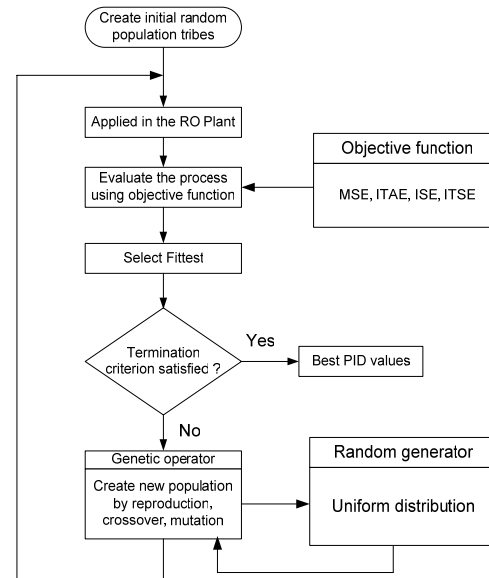 Create initial random
population tribes
Applied in the RO Plant
Objective function
Evaluate the process
using objective function
MSE, ITAE, ISE, ITSE
Select Fittest
Termination
criterion satisfied ?
Yes
Best PID values
No
Genetic operator
Create new population
by reproduction,
crossover, mutation
Random generator
Uniform distribution